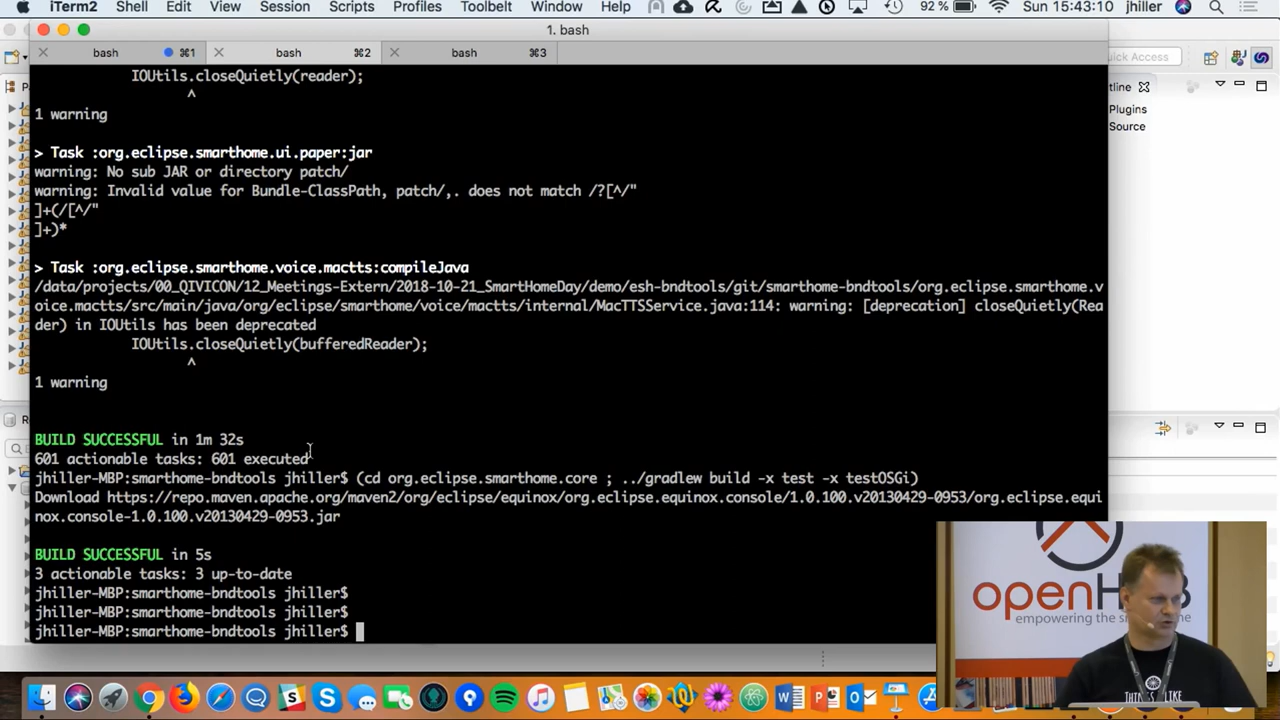 iTerm2 Shell Edit View Session Scripts Profiles Toolbelt Window Help 92 % Sun 15:43:10 jhiller
1. bash
bash ⌘1 bash ⌘2 bash ⌘3
IOUtils.closeQuietly(reader);
^
1 warning
> Task :org.eclipse.smarthome.ui.paper:jar
warning: No sub JAR or directory patch/
warning: Invalid value for Bundle-ClassPath, patch/,. does not match /?[^/"
]+(/[^/"
]+)*
> Task :org.eclipse.smarthome.voice.mactts:compileJava
/data/projects/00_QIVICON/12_Meetings-Extern/2018-10-21_SmartHomeDay/demo/esh-bndtools/git/smarthome-bndtools/org.eclipse.smarthome.v
oice.mactts/src/main/java/org/eclipse/smarthome/voice/mactts/internal/MacTTSService.java:114: warning: [deprecation] closeQuietly(Rea
der) in IOUtils has been deprecated
IOUtils.closeQuietly(bufferedReader);
^
1 warning
BUILD SUCCESSFUL in 1m 32s
601 actionable tasks: 601 executed
jhiller-MBP:smarthome-bndtools jhiller$ (cd org.eclipse.smarthome.core ; ../gradlew build -x test -x testOSGi)
Download https://repo.maven.apache.org/maven2/org/eclipse/equinox/org.eclipse.equinox.console/1.0.100.v20130429-0953/org.eclipse.equi
nox.console-1.0.100.v20130429-0953.jar
BUILD SUCCESSFUL in 5s
3 actionable tasks: 3 up-to-date
jhiller-MBP:smarthome-bndtools jhiller$
jhiller-MBP:smarthome-bndtools jhiller$
jhiller-MBP:smarthome-bndtools jhiller$
uick Access
tline
Plugins
Source
openH B
empowering the s me
THINGS LIKE